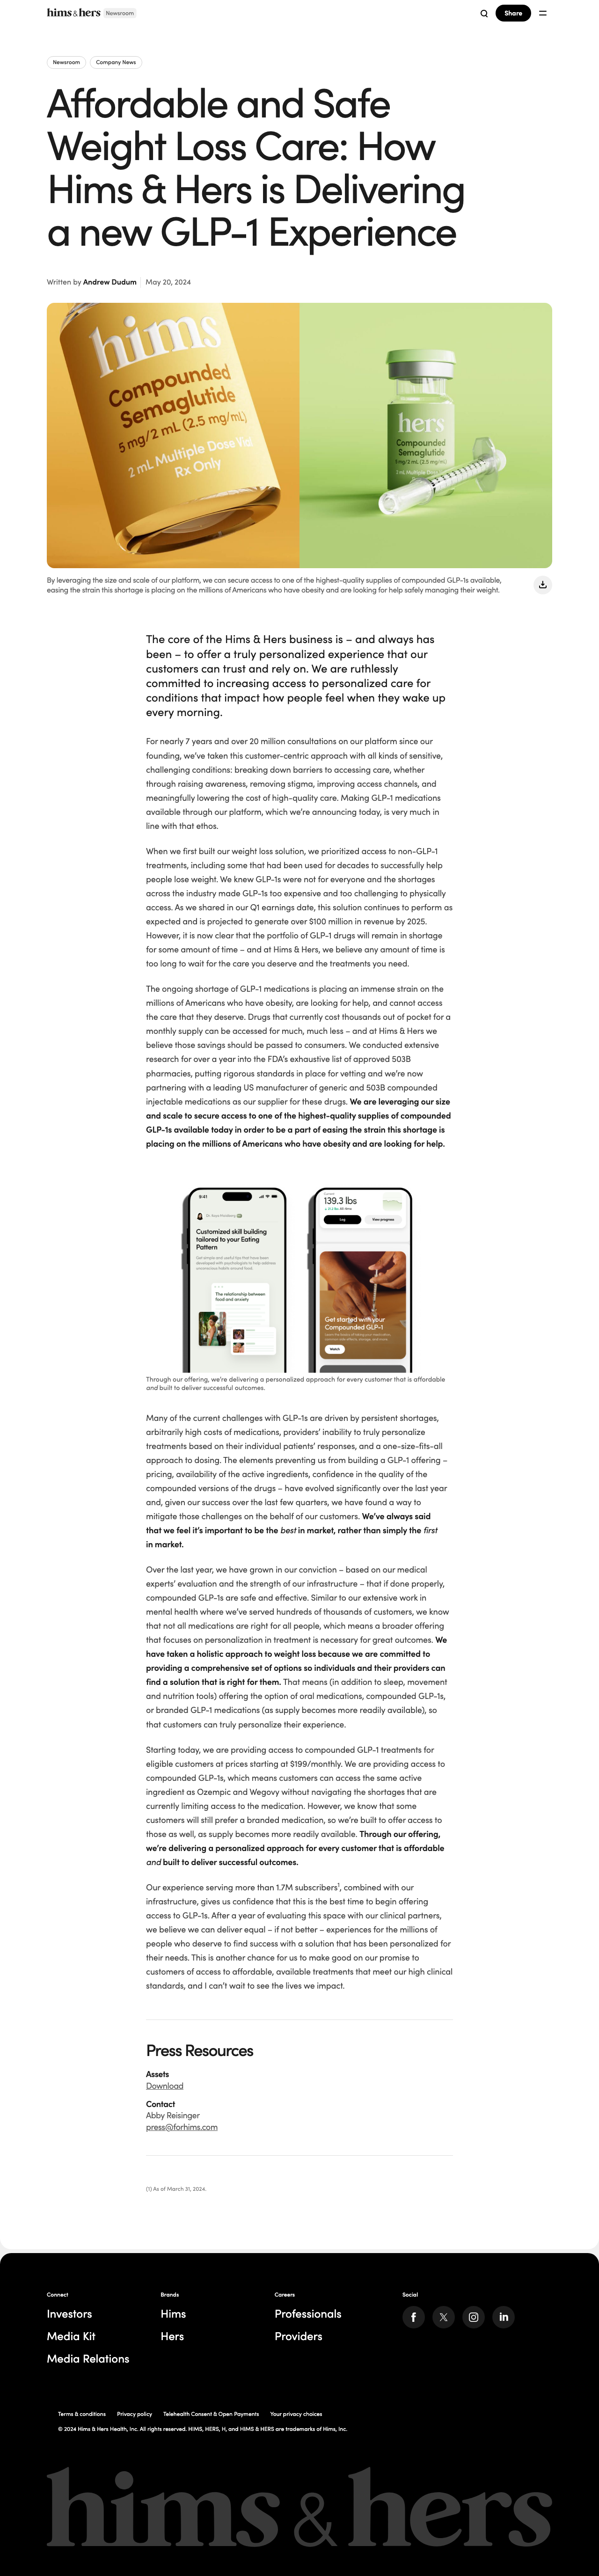 hims&hers Newsroom
Share
Newsroom
Company News
Affordable and Safe
Weight Loss Care: How
Hims & Hers is Delivering
a new GLP-1 Experience
Written by Andrew Dudum
May 20, 2024
hims
Compounded
Semaglutide
5 mg/2 mL (2.5 mg/mL)
2 mL Multiple Dose Vial
Rx Only
hers
Compounded
Semaglutide
5 mg/2 mL (2.5 mg/mL)
By leveraging the size and scale of our platform, we can secure access to one of the highest-quality supplies of compounded GLP-1s available,
easing the strain this shortage is placing on the millions of Americans who have obesity and are looking for help safely managing their weight.
The core of the Hims & Hers business is – and always has
been – to offer a truly personalized experience that our
customers can trust and rely on. We are ruthlessly
committed to increasing access to personalized care for
conditions that impact how people feel when they wake up
every morning.
For nearly 7 years and over 20 million consultations on our platform since our
founding, we've taken this customer-centric approach with all kinds of sensitive,
challenging conditions: breaking down barriers to accessing care, whether
through raising awareness, removing stigma, improving access channels, and
meaningfully lowering the cost of high-quality care. Making GLP-1 medications
available through our platform, which we're announcing today, is very much in
line with that ethos.
When we first built our weight loss solution, we prioritized access to non-GLP-1
treatments, including some that had been used for decades to successfully help
people lose weight. We knew GLP-1s were not for everyone and the shortages
across the industry made GLP-1s too expensive and too challenging to physically
access. As we shared in our Q1 earnings date, this solution continues to perform as
expected and is projected to generate over $100 million in revenue by 2025.
However, it is now clear that the portfolio of GLP-1 drugs will remain in shortage
for some amount of time – and at Hims & Hers, we believe any amount of time is
too long to wait for the care you deserve and the treatments you need.
The ongoing shortage of GLP-1 medications is placing an immense strain on the
millions of Americans who have obesity, are looking for help, and cannot access
the care that they deserve. Drugs that currently cost thousands out of pocket for a
monthly supply can be accessed for much, much less – and at Hims & Hers we
believe those savings should be passed to consumers. We conducted extensive
research for over a year into the FDA's exhaustive list of approved 503B
pharmacies, putting rigorous standards in place for vetting and we're now
partnering with a leading US manufacturer of generic and 503B compounded
injectable medications as our supplier for these drugs. We are leveraging our size
and scale to secure access to one of the highest-quality supplies of compounded
GLP-1s available today in order to be a part of easing the strain this shortage is
placing on the millions of Americans who have obesity and are looking for help.
9:41
Customized skill building
tailored to your Eating
Pattern
The relationship between
food and anxiety
139.3 lbs
Log
View progress
Get started with your
Compounded GLP-1
Watch
Through our offering, we're delivering a personalized approach for every customer that is affordable
and built to deliver successful outcomes.
Many of the current challenges with GLP-1s are driven by persistent shortages,
arbitrarily high costs of medications, providers' inability to truly personalize
treatments based on their individual patients' responses, and a one-size-fits-all
approach to dosing. The elements preventing us from building a GLP-1 offering –
pricing, availability of the active ingredients, confidence in the quality of the
compounded versions of the drugs – have evolved significantly over the last year
and, given our success over the last few quarters, we have found a way to
mitigate those challenges on the behalf of our customers. We've always said
that we feel it's important to be the best in market, rather than simply the first
in market.
Over the last year, we have grown in our conviction – based on our medical
experts' evaluation and the strength of our infrastructure – that if done properly,
compounded GLP-1s are safe and effective. Similar to our extensive work in
mental health where we've served hundreds of thousands of customers, we know
that not all medications are right for all people, which means a broader offering
that focuses on personalization in treatment is necessary for great outcomes. We
have taken a holistic approach to weight loss because we are committed to
providing a comprehensive set of options so individuals and their providers can
find a solution that is right for them. That means (in addition to sleep, movement
and nutrition tools) offering the option of oral medications, compounded GLP-1s,
or branded GLP-1 medications (as supply becomes more readily available), so
that customers can truly personalize their experience.
Starting today, we are providing access to compounded GLP-1 treatments for
eligible customers at prices starting at $199/monthly. We are providing access to
compounded GLP-1s, which means customers can access the same active
ingredient as Ozempic and Wegovy without navigating the shortages that are
currently limiting access to the medication. However, we know that some
customers will still prefer a branded medication, so we're built to offer access to
those as well, as supply becomes more readily available. Through our offering,
we're delivering a personalized approach for every customer that is affordable
and built to deliver successful outcomes.
Our experience serving more than 1.7M subscribers1, combined with our
infrastructure, gives us confidence that this is the best time to begin offering
access to GLP-1s. After a year of evaluating this space with our clinical partners,
we believe we can deliver equal – if not better – experiences for the millions of
people who deserve to find success with a solution that has been personalized for
their needs. This is another chance for us to make good on our promise to
customers of access to affordable, available treatments that meet our high clinical
standards, and I can't wait to see the lives we impact.
Press Resources
Assets
Download
Contact
Abby Reisinger
press@forhims.com
(1) As of March 31, 2024.
Connect
Investors
Media Kit
Media Relations
Brands
Hims
Hers
Careers
Professionals
Providers
Social
Terms & conditions
Privacy policy
Telehealth Consent & Open Payments
Your privacy choices
© 2024 Hims & Hers Health, Inc. All rights reserved. HIMS, HERS, H, and HIMS & HERS are trademarks of Hims, Inc.
hims & hers